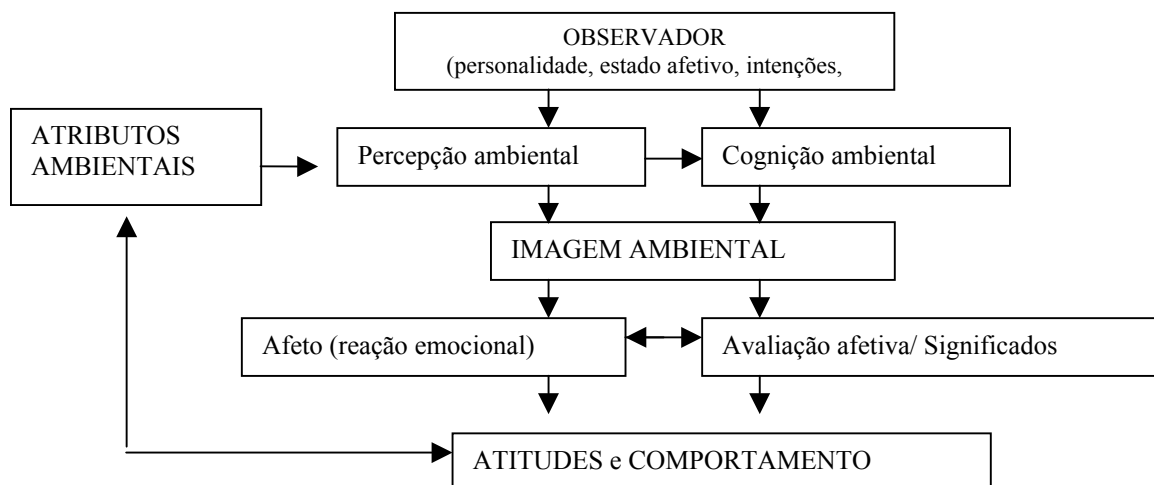 OBSERVADOR
(personalidade, estado afetivo, intenções,
ATRIBUTOS
AMBIENTAIS
Percepção ambiental
Cognição ambiental
IMAGEM AMBIENTAL
Afeto (reação emocional)
Avaliação afetiva/ Significados
ATITUDES e COMPORTAMENTO